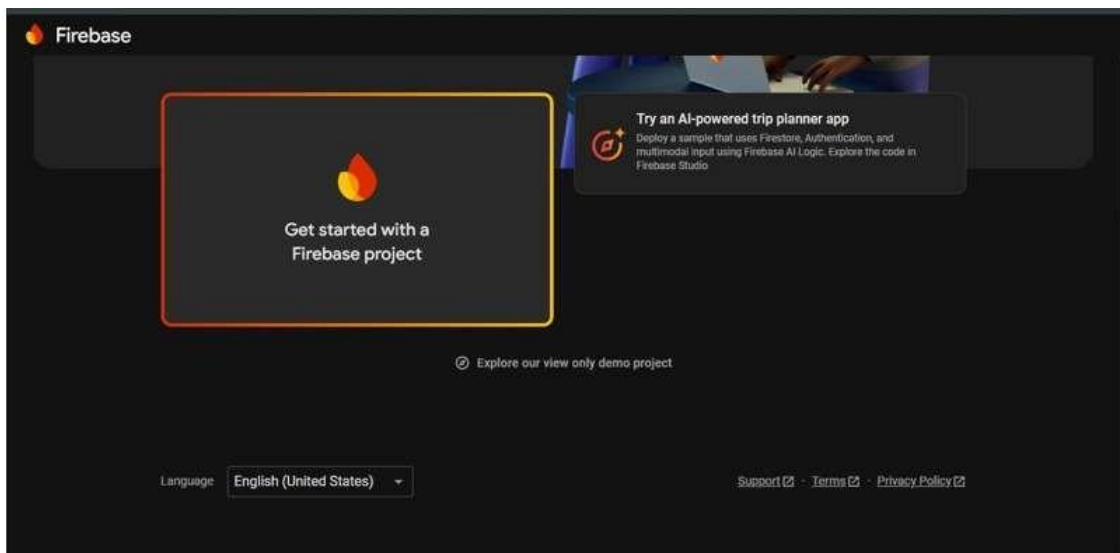 Firebase
Try an AI-powered trip planner app
Deploy a sample that uses Firestore, Authentication, and
multimodal input using Firebase AI Logic. Explore the code in
Firebase Studio
Get started with a
Firebase project
Explore our view only demo project
Language English (United States)
Support · Terms · Privacy Policy